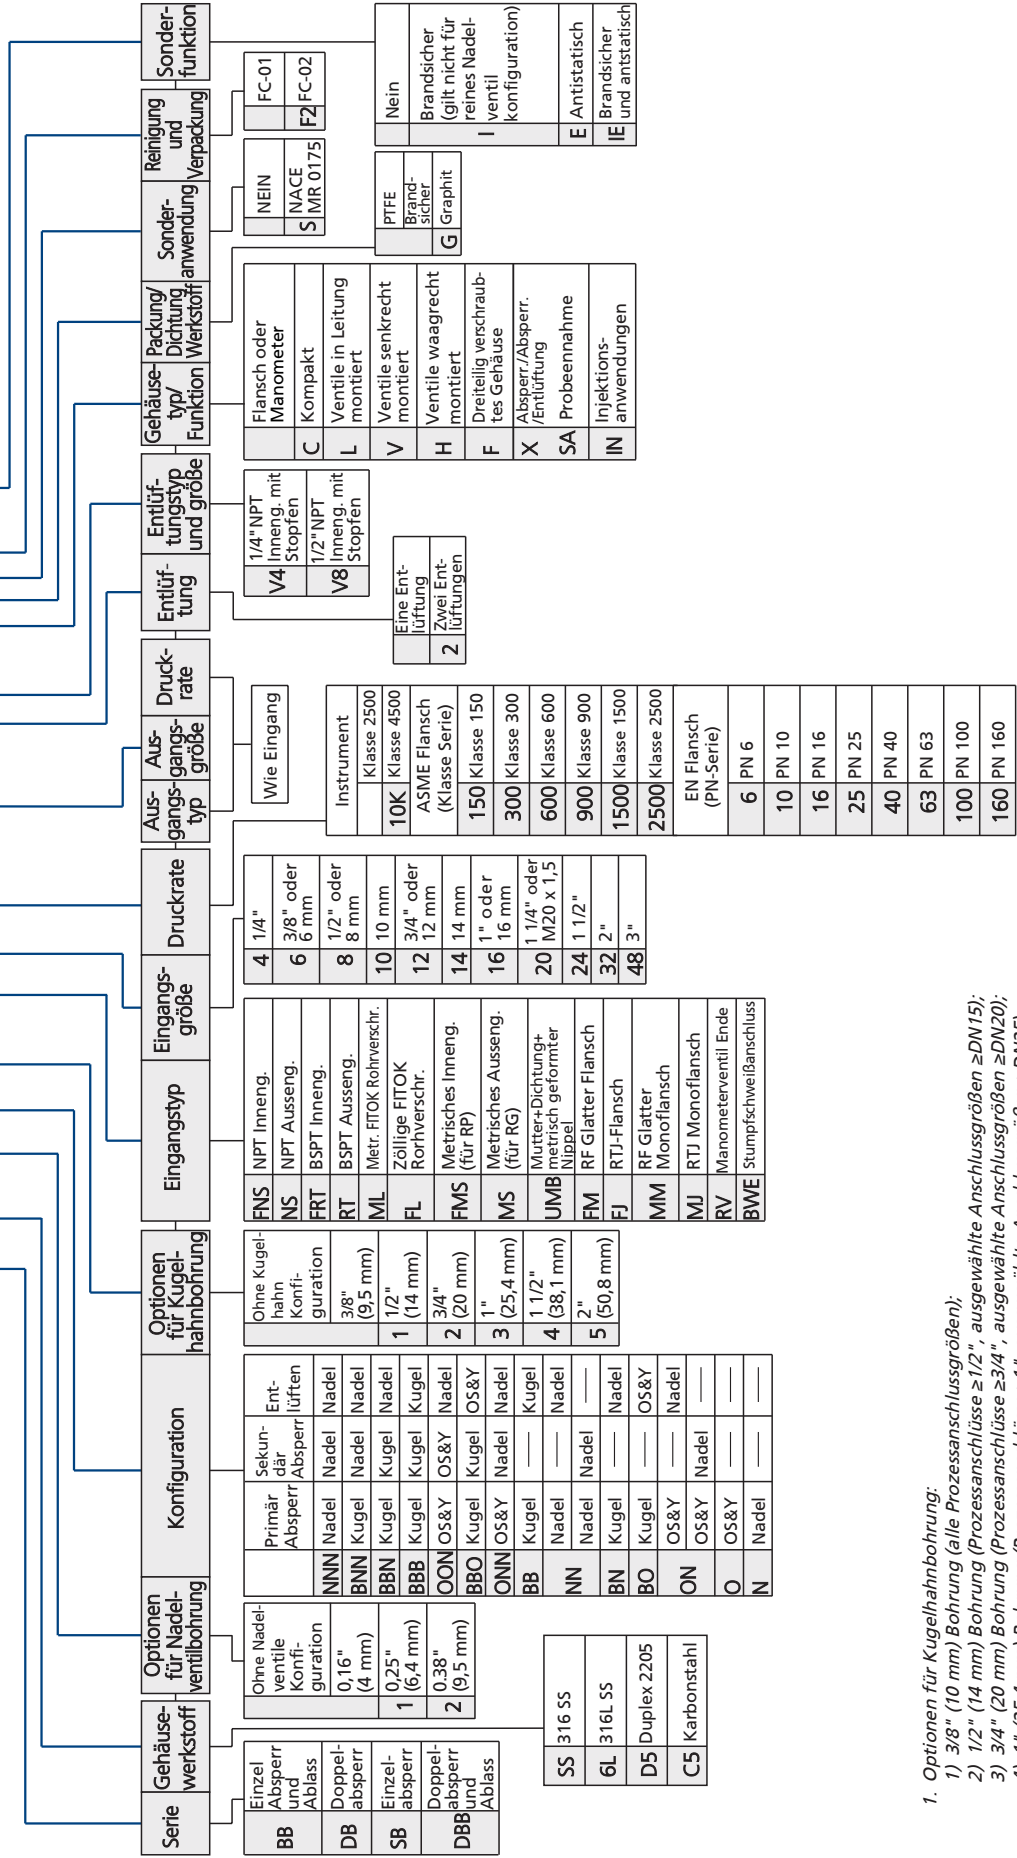 Serie
Gehäuse-
werkstoff
Optionen
für Nadel-
ventilbohrung
Konfiguration
Optionen
für Kugel-
hahnbohrung
Eingangstyp
Eingangs-
größe
Druckrate
Aus-
gangs-
typ
Aus-
gangs-
größe
Druck-
rate
Entlüf-
tung
Entlüf-
tungstyp
und größe
Gehäuse-
typ/
Funktion
Packung/
Dichtung
Werkstoff
Sonder-
anwendung
Reinigung
und
Verpackung
Sonder-
funktion
BB
Einzel
Absperr
und
Ablass
DB
Doppel-
absperr
SB
Einzel-
absperr
DBB
Doppel-
absperr
und
Ablass
SS 316 SS
6L 316L SS
D5 Duplex 2205
C5 Karbonstahl
Ohne Nadel-
ventile
Konfi-
guration
0,16"
(4 mm)
1
0,25"
(6,4 mm)
2
0.38"
(9,5 mm)
Primär
Absperr
Sekun-
där
Absperr
Ent-
lüften
NNN Nadel Nadel Nadel
BNN Kugel Nadel Nadel
BBN Kugel Kugel Nadel
BBB Kugel Kugel Kugel
OON OS&Y OS&Y Nadel
BBO Kugel Kugel OS&Y
ONN OS&Y Nadel Nadel
BB Kugel —— Kugel
NN
Nadel —— Nadel
Nadel Nadel ——
BN Kugel —— Nadel
BO Kugel —— OS&Y
ON
OS&Y —— Nadel
OS&Y Nadel ——
O OS&Y —— ——
N Nadel —— ——
Ohne Kugel-
hahn
Konfi-
guration
3/8"
(9,5 mm)
1
1/2"
(14 mm)
2
3/4"
(20 mm)
3
1"
(25,4 mm)
4
1 1/2"
(38,1 mm)
5
2"
(50,8 mm)
FNS NPT Inneng.
NS NPT Ausseng.
FRT BSPT Inneng.
RT BSPT Ausseng.
ML Metr. FITOK Rohrverschr.
FL
Zöllige FITOK
Rorhverschr.
FMS
Metrisches Inneng.
(für RP)
MS
Metrisches Ausseng.
(für RG)
UMB
Mutter+Dichtung+
metrisch geformter
Nippel
FM RF Glatter Flansch
FJ RTJ-Flansch
MM
RF Glatter
Monoflansch
MJ RTJ Monoflansch
RV Manometerventil Ende
BWE Stumpfschweißanschluss
4 1/4"
6
3/8" oder
6 mm
8
1/2" oder
8 mm
10 10 mm
12
3/4" oder
12 mm
14 14 mm
16
1" oder
16 mm
20
1 1/4" oder
M20 x 1,5
24 1 1/2"
32 2"
48 3"
Instrument
Klasse 2500
10K Klasse 4500
ASME Flansch
(Klasse Serie)
150 Klasse 150
300 Klasse 300
600 Klasse 600
900 Klasse 900
1500 Klasse 1500
2500 Klasse 2500
EN Flansch
(PN-Serie)
6 PN 6
10 PN 10
16 PN 16
25 PN 25
40 PN 40
63 PN 63
100 PN 100
160 PN 160
Wie Eingang
Eine Ent-
lüftung
2
Zwei Ent-
lüftungen
V4
1/4"NPT
Inneng. mit
Stopfen
V8
1/2"NPT
Inneng. mit
Stopfen
Flansch oder
Manometer
C Kompakt
L
Ventile in Leitung
montiert
V
Ventile senkrecht
montiert
H
Ventile waagrecht
montiert
F
Dreiteilig verschraub-
tes Gehäuse
X
Absperr./Absperr.
/Entlüftung
SA Probeennahme
IN
Injektions-
anwendungen
PTFE
Brand-
sicher
G Graphit
NEIN
S
NACE
MR 0175
FC-01
F2 FC-02
Nein
I
Brandsicher
(gilt nicht für
reines Nadel-
ventil
konfiguration)
E Antistatisch
IE
Brandsicher
und antstatisch
1. Optionen für Kugelhahnbohrung:
1) 3/8" (10 mm) Bohrung (alle Prozessanschlussgrößen);
2) 1/2" (14 mm) Bohrung (Prozessanschlüsse ≥1/2", ausgewählte Anschlussgrößen ≥DN15);
3) 3/4" (20 mm) Bohrung (Prozessanschlüsse ≥3/4", ausgewählte Anschlussgrößen ≥DN20);